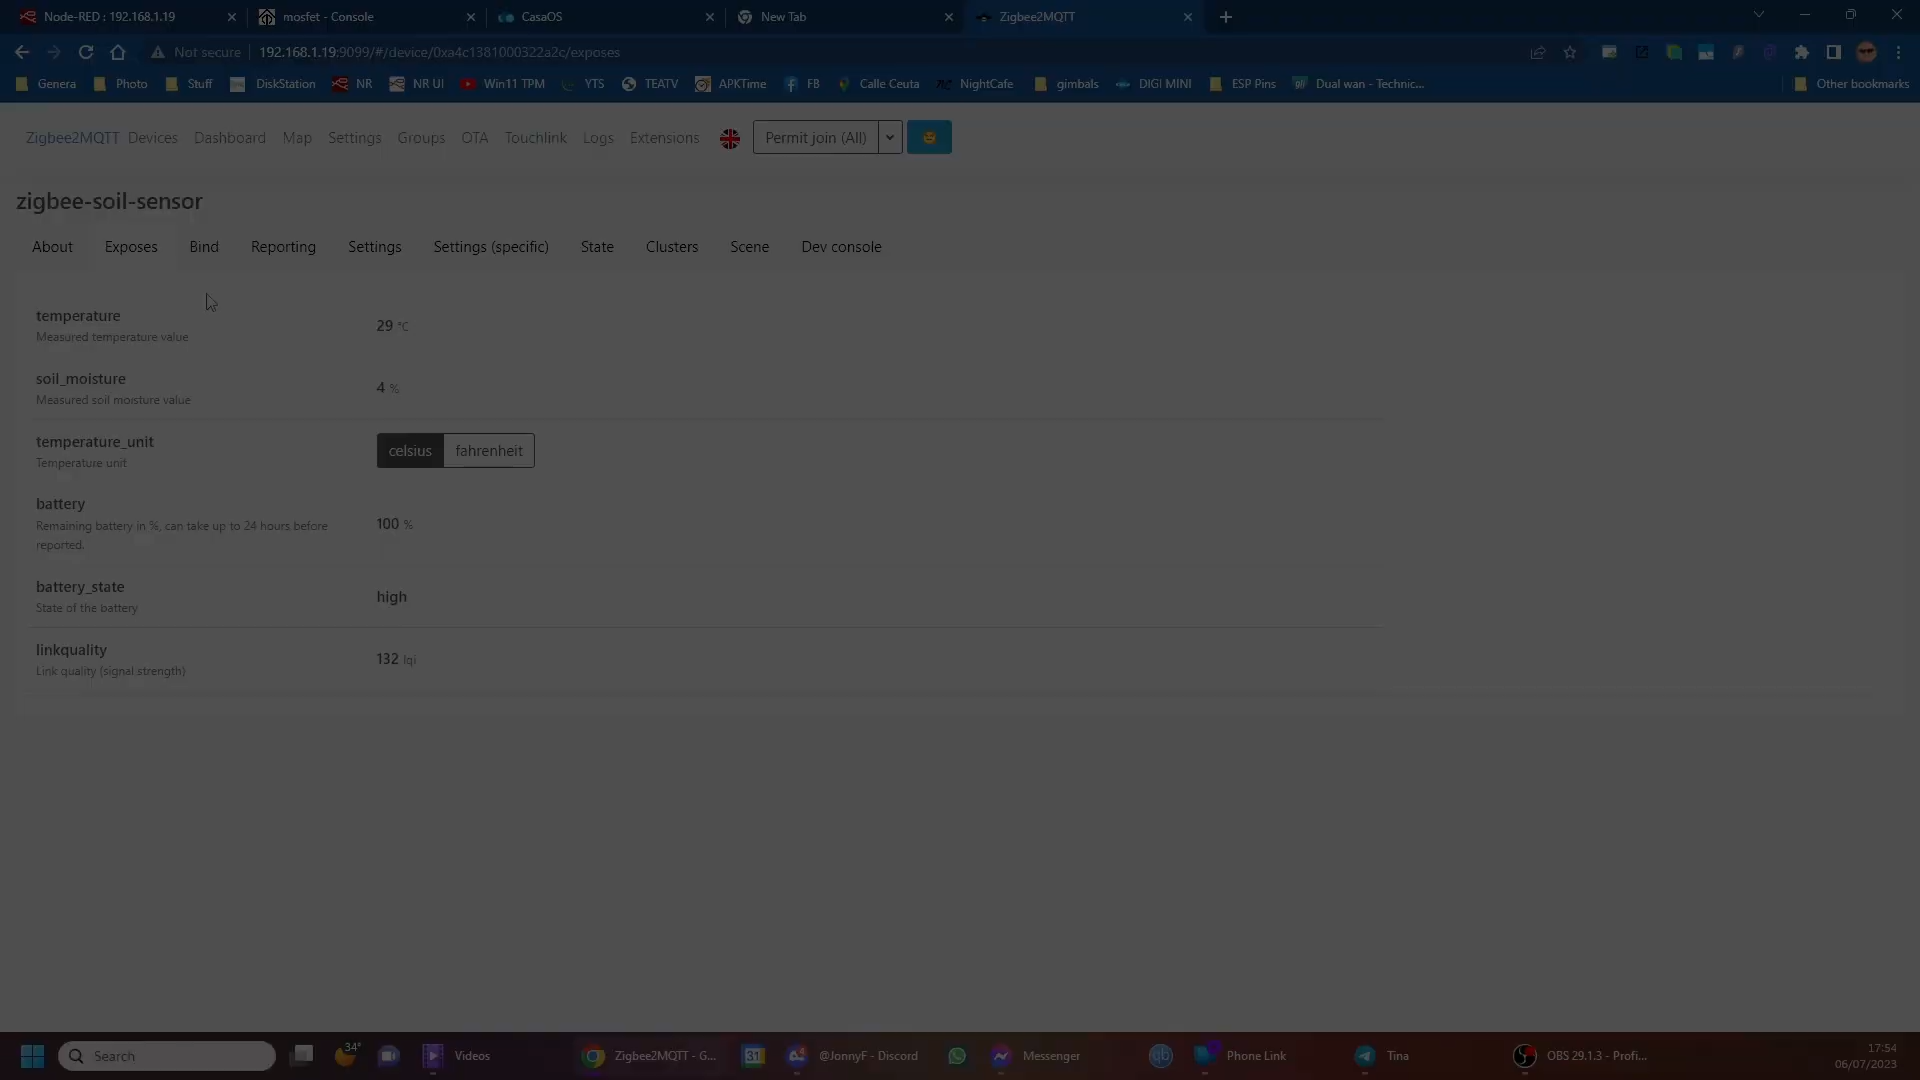 Node-RED : 192.168.1.19
mosfet - Console
CasaOS
New Tab
Zigbee2MQTT
Not secure
192.168.1.19:9099/#/device/0xa4c1381000322a2c/exposes
Genera
Photo
Stuff
DiskStation
NR
NR UI
Win11 TPM
YTS
TEATV
APKTime
FB
Calle Ceuta
NightCafe
gimbals
DIGI MINI
ESP Pins
Dual wan - Technic...
Other bookmarks
Zigbee2MQTT Devices Dashboard Map Settings Groups OTA Touchlink Logs Extensions Permit join (All)
zigbee-soil-sensor
About Exposes Bind Reporting Settings Settings (specific) State Clusters Scene Dev console
temperature
Measured temperature value
29 °C
soil_moisture
Measured soil moisture value
4 %
temperature_unit
Temperature unit
celsius fahrenheit
battery
Remaining battery in %, can take up to 24 hours before
reported.
100 %
battery_state
State of the battery
high
linkquality
Link quality (signal strength)
132 lqi
Search
34°
Videos
Zigbee2MQTT - G...
31
@JonnyF - Discord
Messenger
qb
Phone Link
Tina
OBS 29.1.3 - Profi...
17:54
06/07/2023